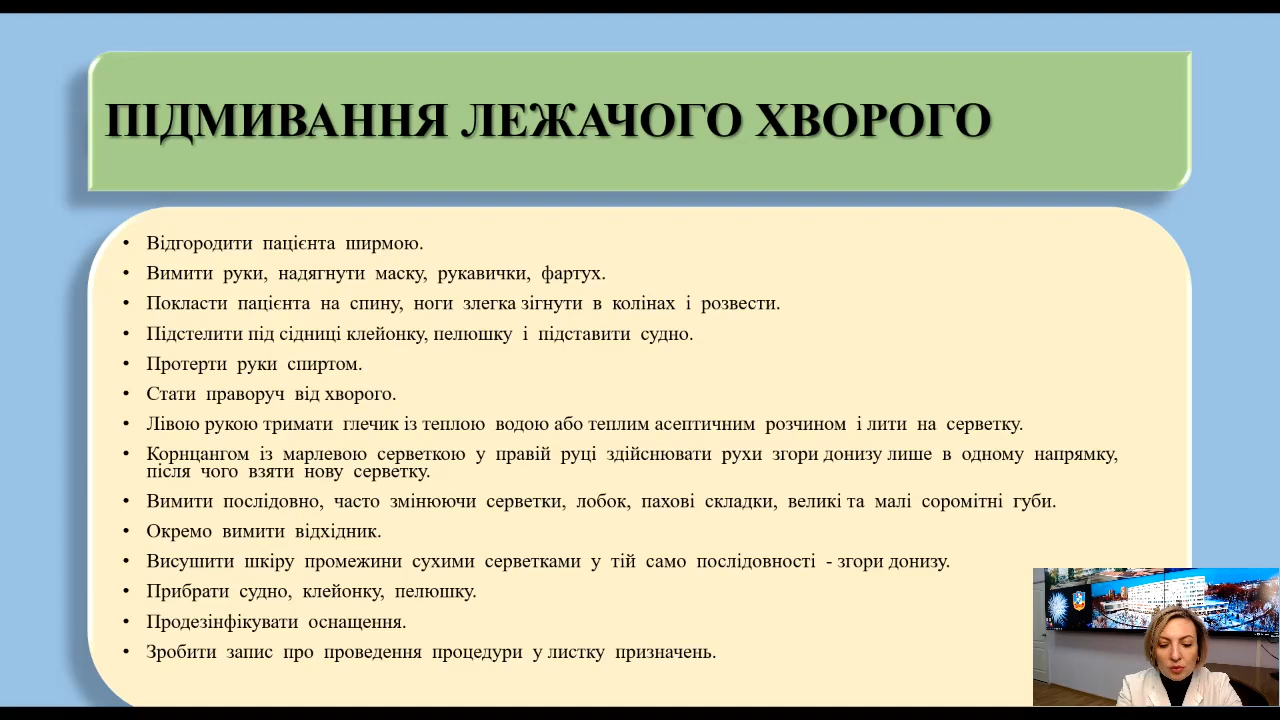 ПІДМИВАННЯ ЛЕЖАЧОГО ХВОРОГО
• Відгородити пацієнта ширмою.
• Вимити руки, надягнути маску, рукавички, фартух.
• Покласти пацієнта на спину, ноги злегка зігнути в колінах і розвести.
• Підстелити під сідниці клейонку, пелюшку і підставити судно.
• Протерти руки спиртом.
• Стати праворуч від хворого.
• Лівою рукою тримати глечик із теплою водою або теплим асептичним розчином і лити на серветку.
• Корнцангом із марлевою серветкою у правій руці здійснювати рухи згори донизу лише в одному напрямку,
після чого взяти нову серветку.
• Вимити послідовно, часто змінюючи серветки, лобок, пахові складки, великі та малі соромітні губи.
• Окремо вимити відхідник.
• Висушити шкіру промежини сухими серветками у тій само послідовності - згори донизу.
• Прибрати судно, клейонку, пелюшку.
• Продезінфікувати оснащення.
• Зробити запис про проведення процедури у листку призначень.